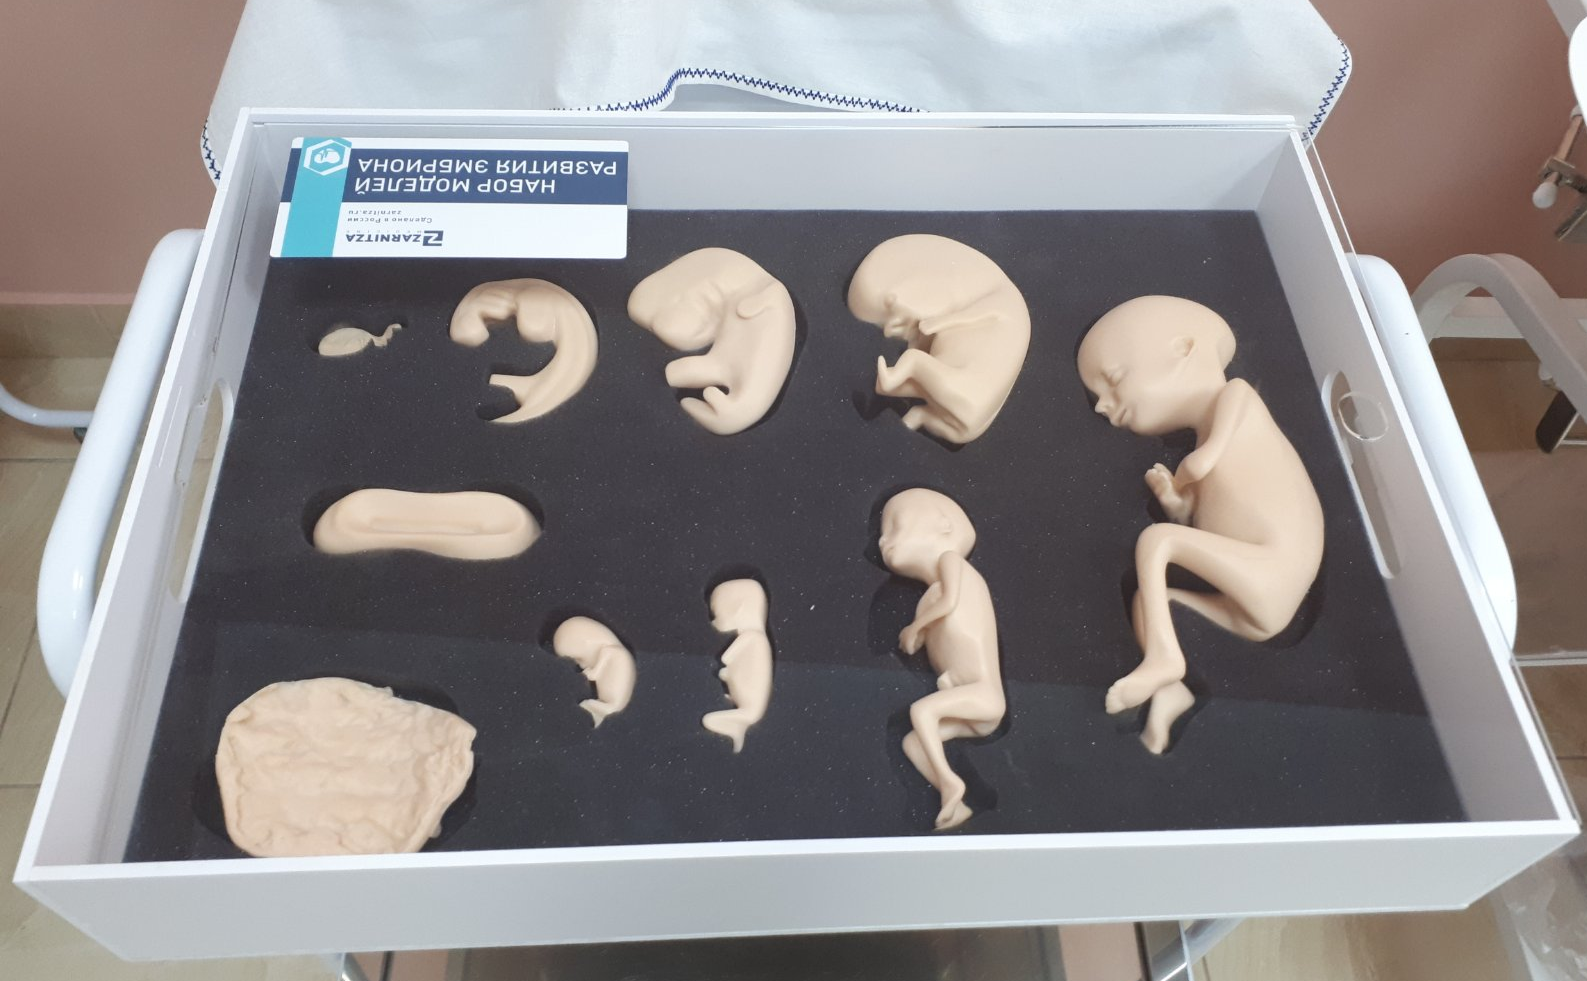 ZARNITZA
Сделано в России
zarnitza.ru
НАБОР МОДЕЛЕЙ
РАЗВИТИЯ ЭМБРИОНА